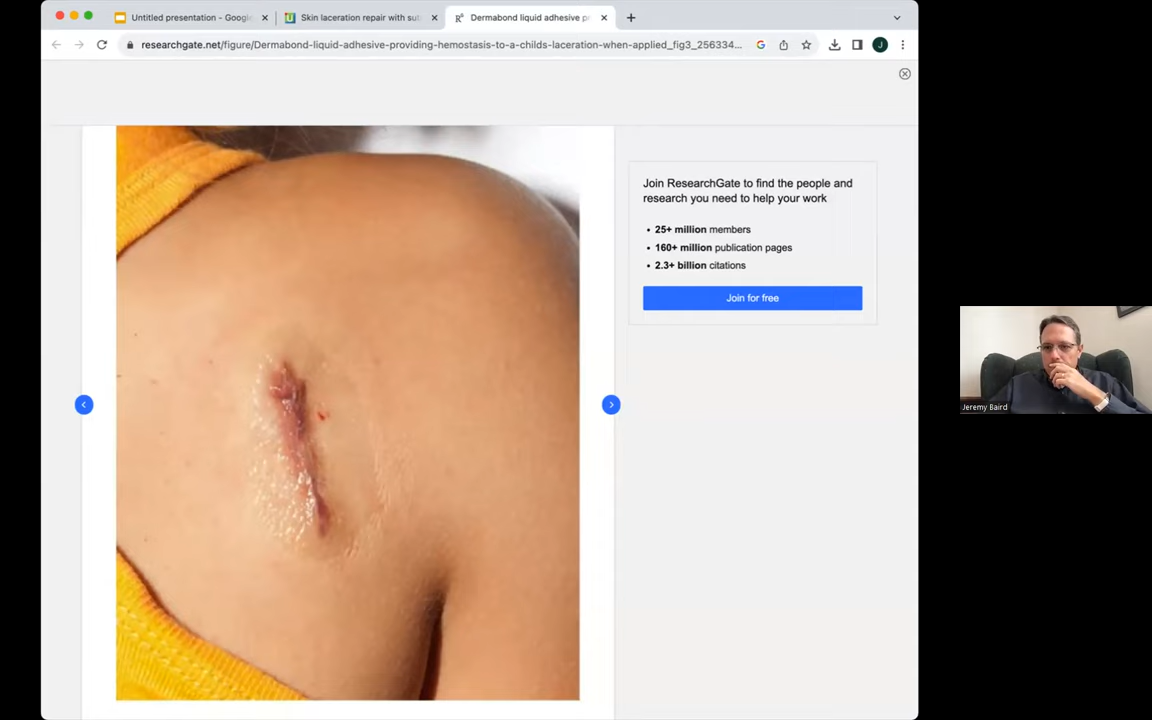 Untitled presentation - Googl
Skin laceration repair with sut
Dermabond liquid adhesive pr
researchgate.net/figure/Dermabond-liquid-adhesive-providing-hemostasis-to-a-childs-laceration-when-applied_fig3_256334...
J
Join ResearchGate to find the people and
research you need to help your work
• 25+ million members
• 160+ million publication pages
• 2.3+ billion citations
Join for free
Jeremy Baird